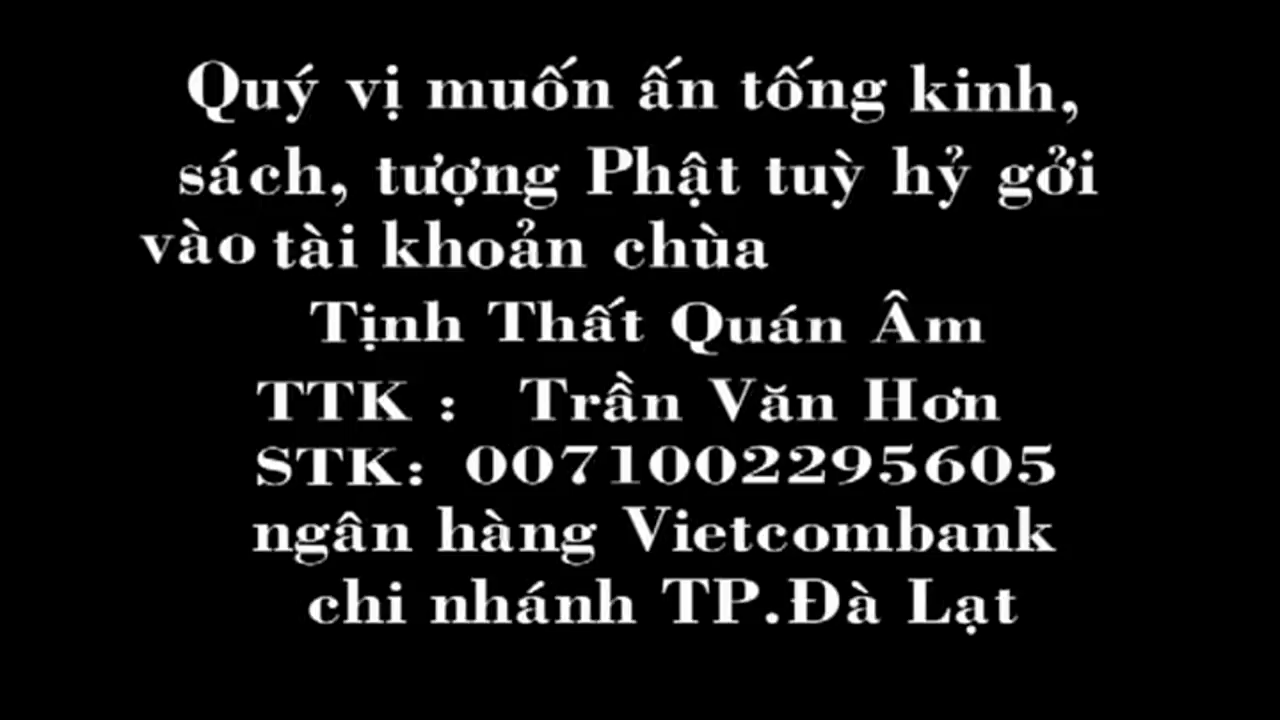 Quý vị muốn ấn tống kinh,
sách, tượng Phật tuỳ hỷ gởi
vào tài khoản chùa
Tịnh Thất Quán Âm
TTK : Trần Văn Hơn
STK: 0071002295605
ngân hàng Vietcombank
chi nhánh TP.Đà Lạt